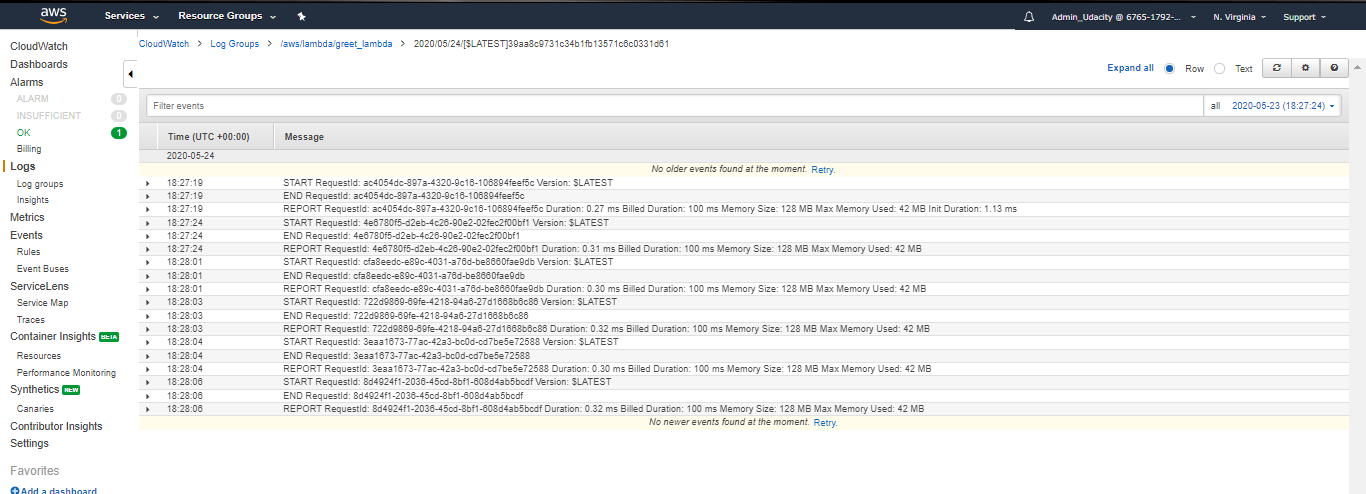 aws Services Resource Groups Admin_Udacity @ 6765-1792-... N. Virginia Support
CloudWatch > Log Groups > /aws/lambda/greet_lambda > 2020/05/24/[$LATEST]39aa8c9731c34b1fb13571c6c0331d61
CloudWatch
Dashboards
Alarms
ALARM 0
INSUFFICIENT 0
OK 1
Billing
Logs
Log groups
Insights
Metrics
Events
Rules
Event Buses
ServiceLens
Service Map
Traces
Container Insights BETA
Resources
Performance Monitoring
Synthetics NEW
Canaries
Contributor Insights
Settings
Favorites
Add a dashboard
Expand all Row Text
Filter events all 2020-05-23 (18:27:24)
Time (UTC +00:00) Message
2020-05-24
No older events found at the moment. Retry.
18:27:19 START RequestId: ac4054dc-897a-4320-9c16-106894feef5c Version: $LATEST
18:27:19 END RequestId: ac4054dc-897a-4320-9c16-106894feef5c
18:27:19 REPORT RequestId: ac4054dc-897a-4320-9c16-106894feef5c Duration: 0.27 ms Billed Duration: 100 ms Memory Size: 128 MB Max Memory Used: 42 MB Init Duration: 1.13 ms
18:27:24 START RequestId: 4e6780f5-d2eb-4c26-90e2-02fec2f00bf1 Version: $LATEST
18:27:24 END RequestId: 4e6780f5-d2eb-4c26-90e2-02fec2f00bf1
18:27:24 REPORT RequestId: 4e6780f5-d2eb-4c26-90e2-02fec2f00bf1 Duration: 0.31 ms Billed Duration: 100 ms Memory Size: 128 MB Max Memory Used: 42 MB
18:28:01 START RequestId: cfa8eedc-e89c-4031-a76d-be8660fae9db Version: $LATEST
18:28:01 END RequestId: cfa8eedc-e89c-4031-a76d-be8660fae9db
18:28:01 REPORT RequestId: cfa8eedc-e89c-4031-a76d-be8660fae9db Duration: 0.30 ms Billed Duration: 100 ms Memory Size: 128 MB Max Memory Used: 42 MB
18:28:03 START RequestId: 722d9869-69fe-4218-94a6-27d1668b6c86 Version: $LATEST
18:28:03 END RequestId: 722d9869-69fe-4218-94a6-27d1668b6c86
18:28:03 REPORT RequestId: 722d9869-69fe-4218-94a6-27d1668b6c86 Duration: 0.32 ms Billed Duration: 100 ms Memory Size: 128 MB Max Memory Used: 42 MB
18:28:04 START RequestId: 3eaa1673-77ac-42a3-bc0d-cd7be5e72588 Version: $LATEST
18:28:04 END RequestId: 3eaa1673-77ac-42a3-bc0d-cd7be5e72588
18:28:04 REPORT RequestId: 3eaa1673-77ac-42a3-bc0d-cd7be5e72588 Duration: 0.30 ms Billed Duration: 100 ms Memory Size: 128 MB Max Memory Used: 42 MB
18:28:06 START RequestId: 8d4924f1-2036-45cd-8bf1-608d4ab5bcdf Version: $LATEST
18:28:06 END RequestId: 8d4924f1-2036-45cd-8bf1-608d4ab5bcdf
18:28:06 REPORT RequestId: 8d4924f1-2036-45cd-8bf1-608d4ab5bcdf Duration: 0.32 ms Billed Duration: 100 ms Memory Size: 128 MB Max Memory Used: 42 MB
No newer events found at the moment. Retry.